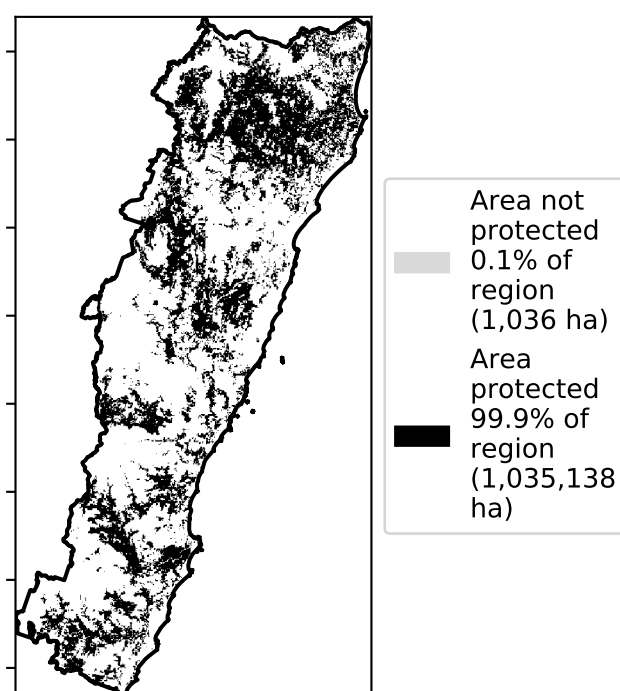 Area not
protected
0.1% of
region
(1,036 ha)
Area
protected
99.9% of
region
(1,035,138
ha)